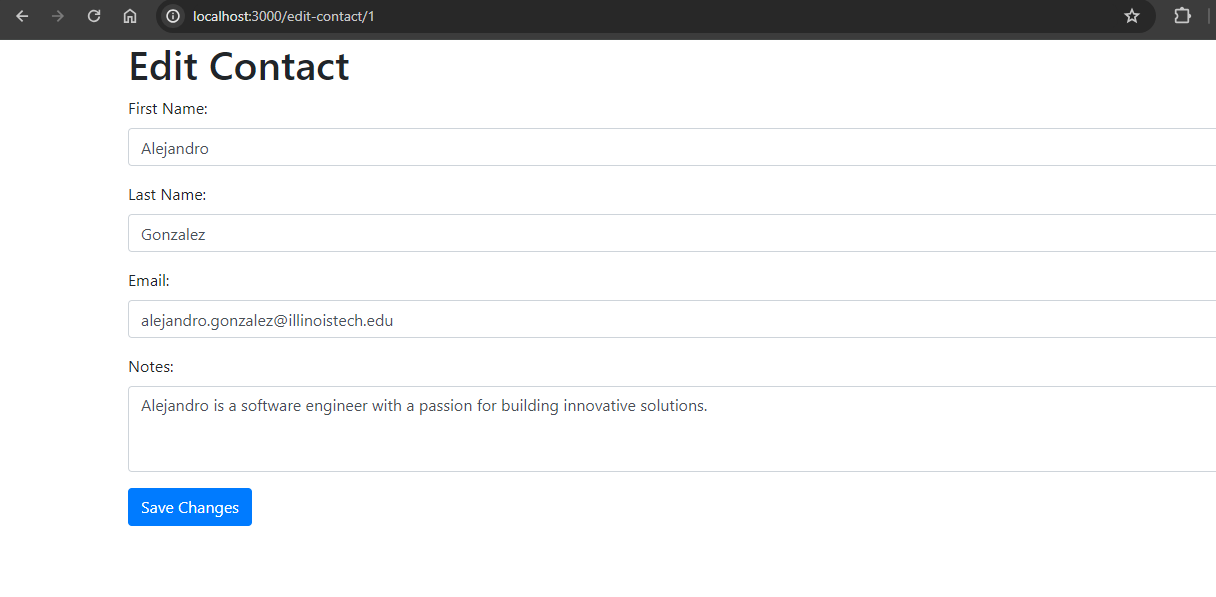 localhost:3000/edit-contact/1
Edit Contact
First Name:
Alejandro
Last Name:
Gonzalez
Email:
alejandro.gonzalez@illinoistech.edu
Notes:
Alejandro is a software engineer with a passion for building innovative solutions.
Save Changes